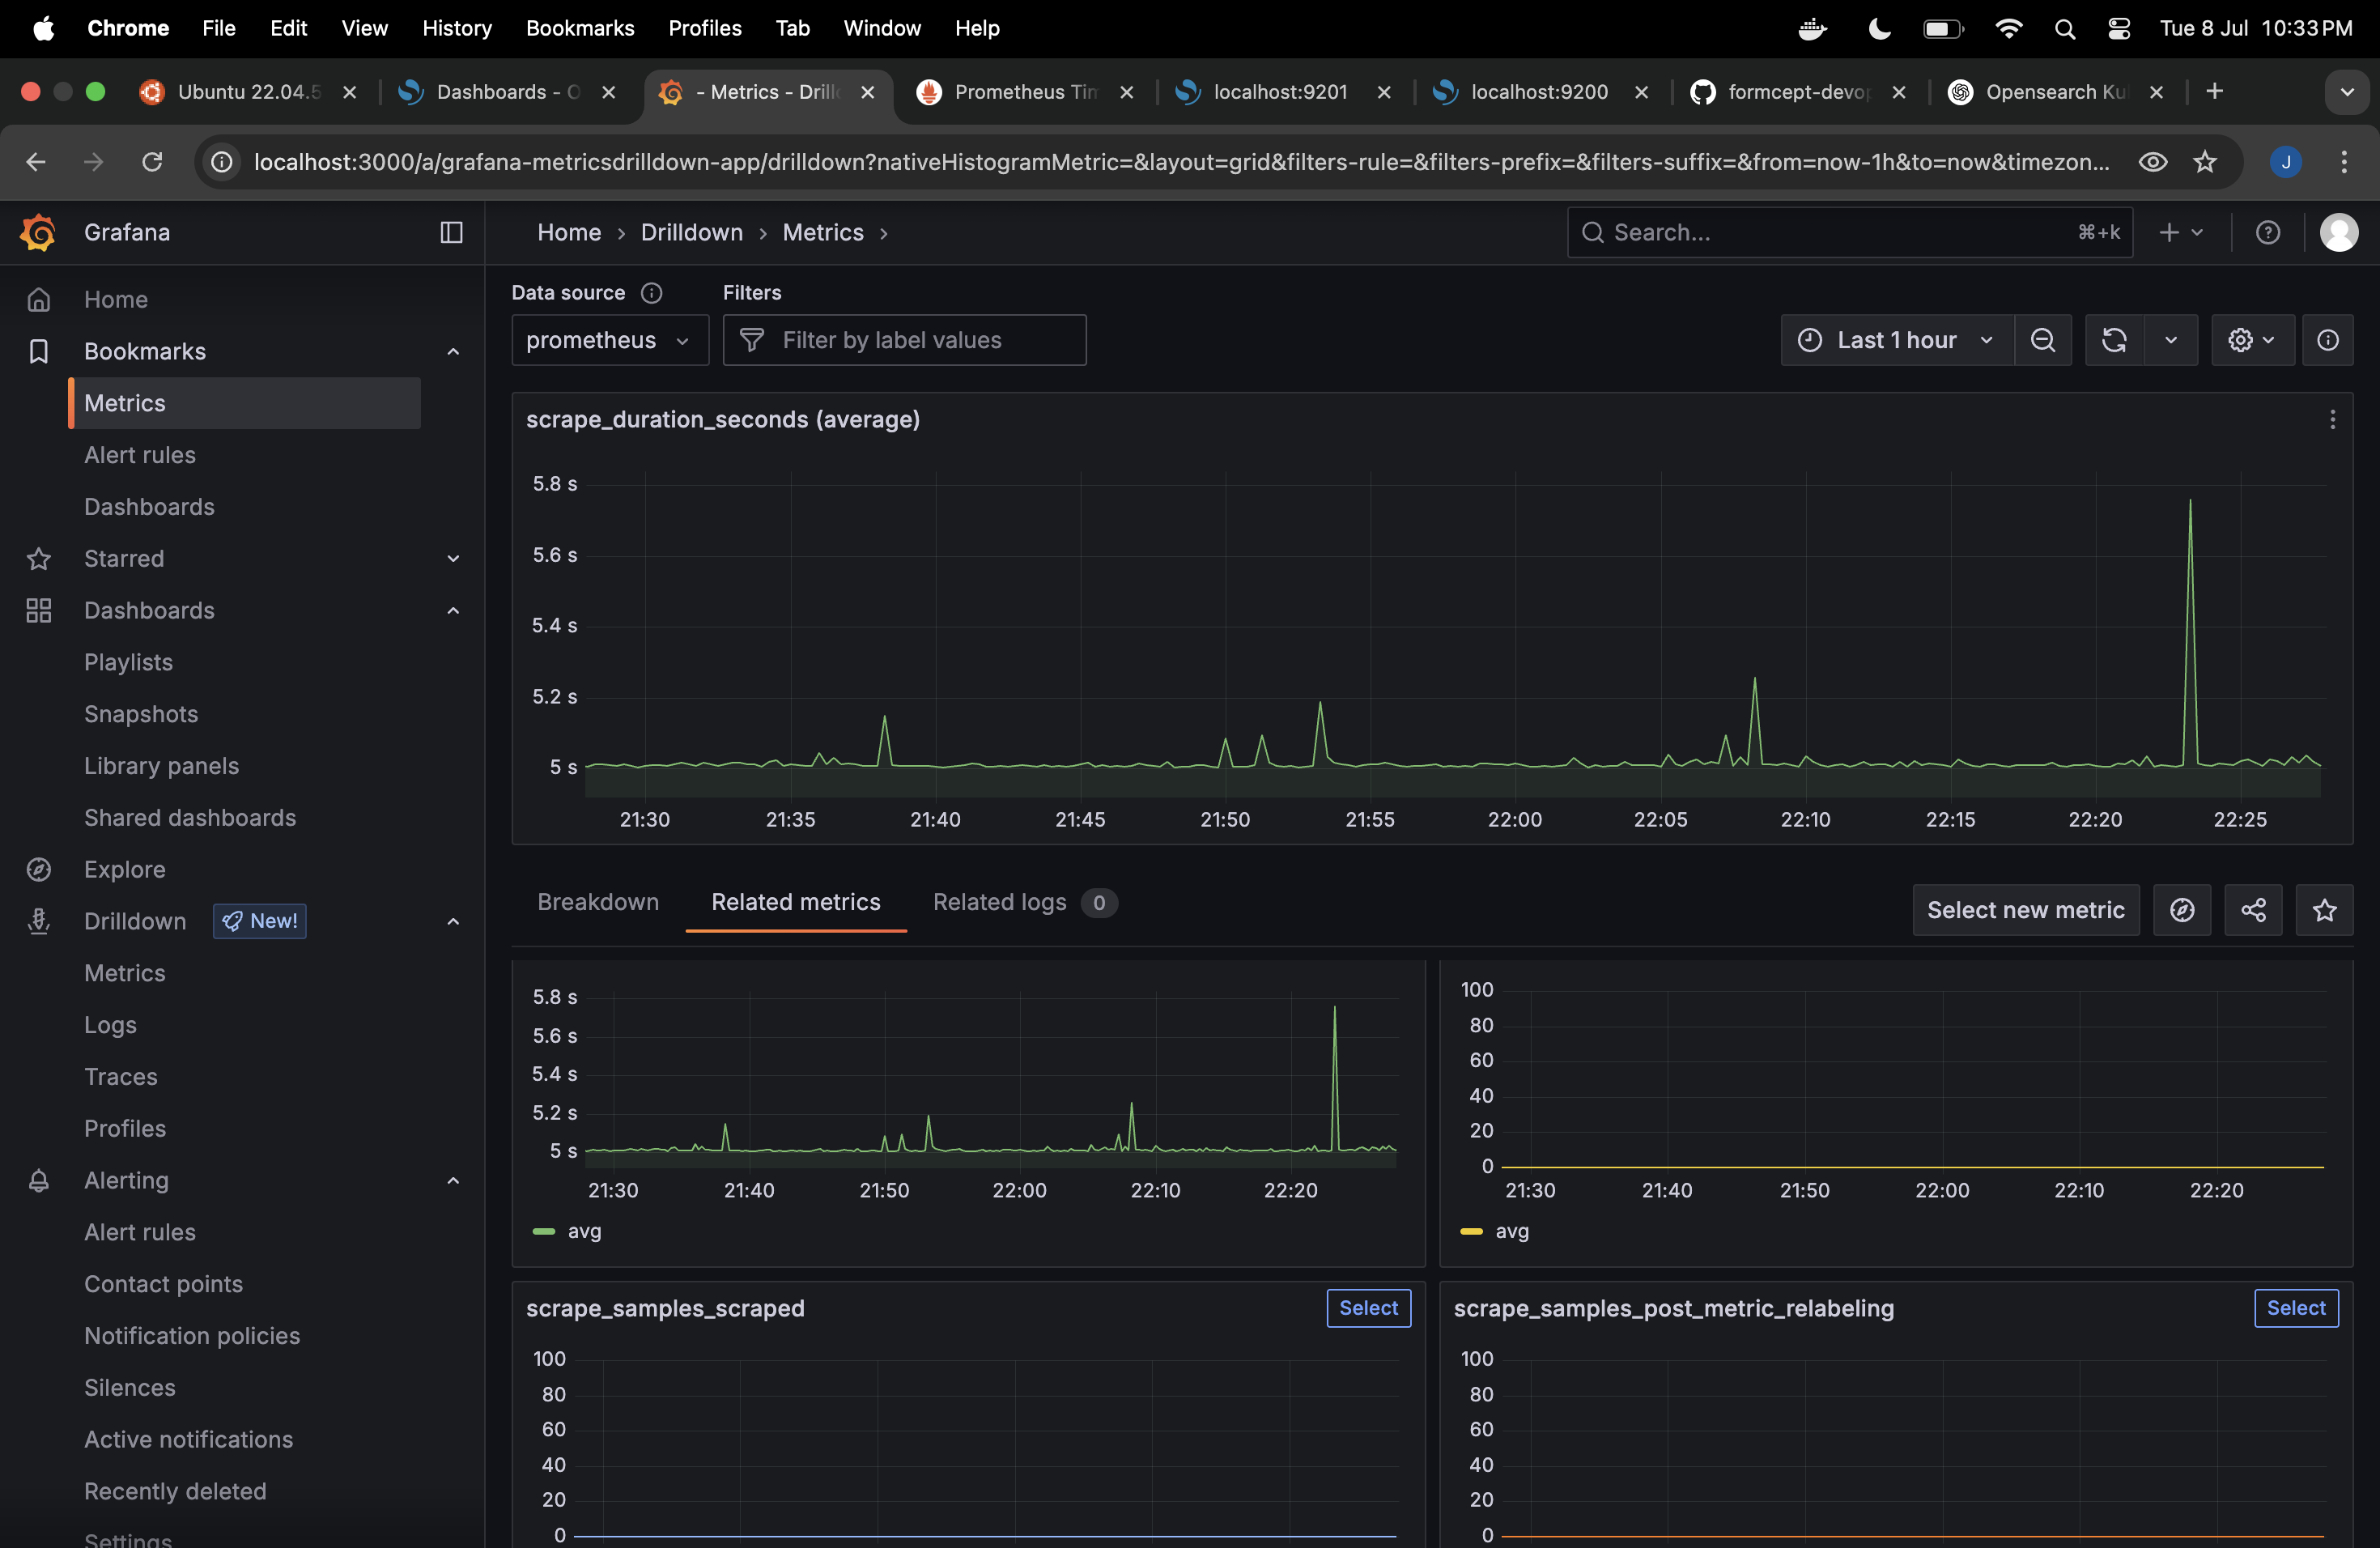 Chrome File Edit View History Bookmarks Profiles Tab Window Help Tue 8 Jul 10:33 PM
Ubuntu 22.04.5 Dashboards - O - Metrics - Drill Prometheus Tim localhost:9201 localhost:9200 formcept-devop Opensearch Ku
localhost:3000/a/grafana-metricsdrilldown-app/drilldown?nativeHistogramMetric=&layout=grid&filters-rule=&filters-prefix=&filters-suffix=&from=now-1h&to=now&timezon... J
Grafana
Home › Drilldown › Metrics ›
Search... ⌘+k
Home
Bookmarks
Metrics
Alert rules
Dashboards
Starred
Dashboards
Playlists
Snapshots
Library panels
Shared dashboards
Explore
Drilldown New!
Metrics
Logs
Traces
Profiles
Alerting
Alert rules
Contact points
Notification policies
Silences
Active notifications
Recently deleted
Settings
Data source Filters
prometheus Filter by label values Last 1 hour
scrape_duration_seconds (average)
5.8 s
5.6 s
5.4 s
5.2 s
5 s
21:30 21:35 21:40 21:45 21:50 21:55 22:00 22:05 22:10 22:15 22:20 22:25
Breakdown Related metrics Related logs 0 Select new metric
5.8 s
5.6 s
5.4 s
5.2 s
5 s
21:30 21:40 21:50 22:00 22:10 22:20
avg
100
80
60
40
20
0
21:30 21:40 21:50 22:00 22:10 22:20
avg
scrape_samples_scraped Select
100
80
60
40
20
0
scrape_samples_post_metric_relabeling Select
100
80
60
40
20
0